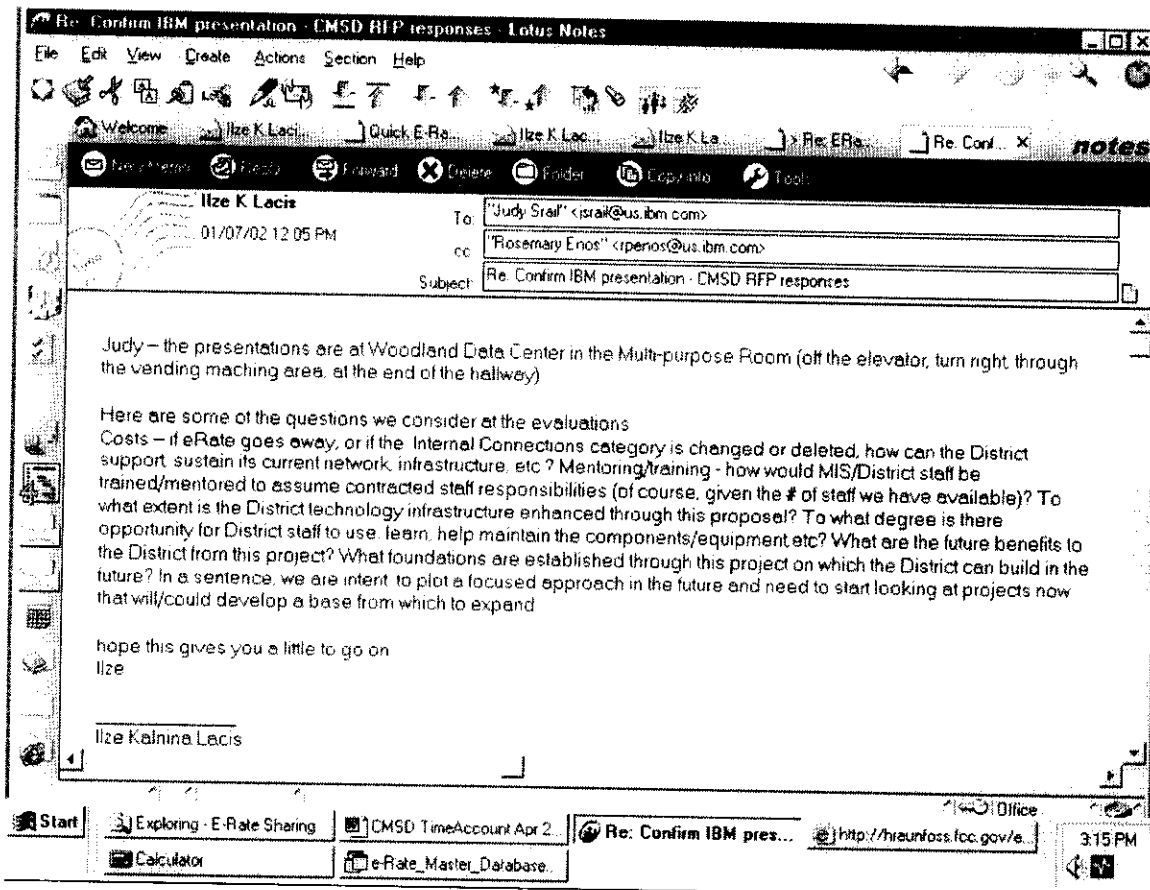 Re: Confirm IBM presentation - CMSD RFP responses - Lotus Notes
File Edit View Create Actions Section Help
Welcome Ilze K Laci... Quick E-Ra... Ilze K Lac... Ilze K La... > Re: ERa... Re: Conf... X notes
New Memo Reply Forward Delete Folder Copy into Tools
Ilze K Lacis
01/07/02 12:05 PM
To: "Judy Srail" <jsrail@us.ibm.com>
cc: "Rosemary Enos" <rpenos@us.ibm.com>
Subject: Re: Confirm IBM presentation - CMSD RFP responses
Judy – the presentations are at Woodland Data Center in the Multi-purpose Room (off the elevator, turn right, through
the vending maching area, at the end of the hallway)
Here are some of the questions we consider at the evaluations
Costs – if eRate goes away, or if the Internal Connections category is changed or deleted, how can the District
support, sustain its current network, infrastructure, etc ? Mentoring/training - how would MIS/District staff be
trained/mentored to assume contracted staff responsibilities (of course, given the # of staff we have available)? To
what extent is the District technology infrastructure enhanced through this proposal? To what degree is there
opportunity for District staff to use, learn, help maintain the components/equipment etc? What are the future benefits to
the District from this project? What foundations are established through this project on which the District can build in the
future? In a sentence, we are intent to plot a focused approach in the future and need to start looking at projects now
that will/could develop a base from which to expand
hope this gives you a little to go on
Ilze
Ilze Kalnina Lacis
Office
Start Exploring - E-Rate Sharing CMSD TimeAccount Apr 2... Re: Confirm IBM pres... http://hraunfoss.fcc.gov/e... 3:15 PM
Calculator e-Rate_Master_Database...